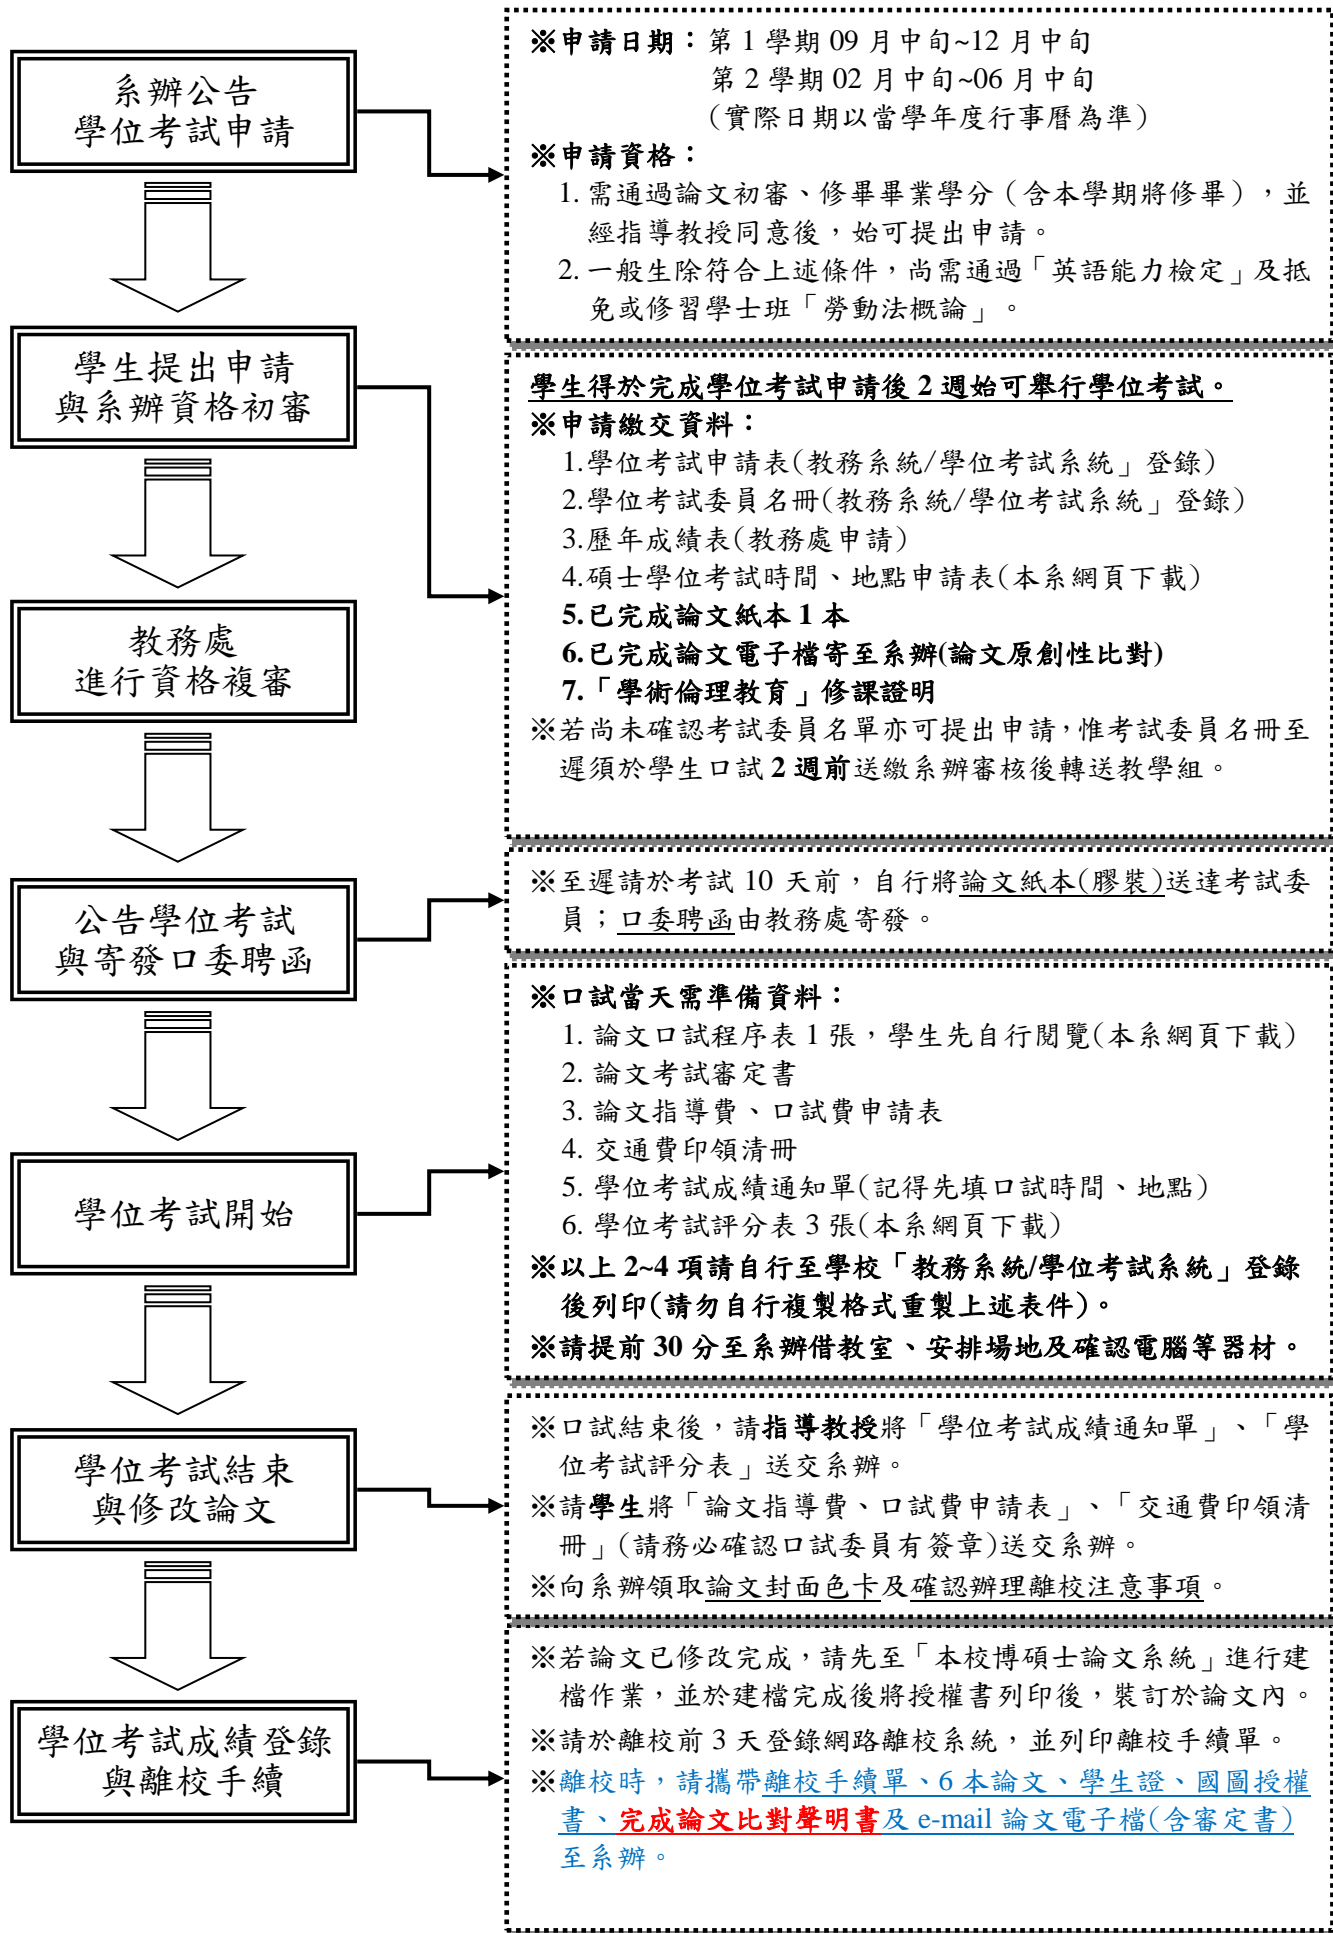 系辦公告
學位考試申請
※申請日期：第 1 學期 09 月中旬~12 月中旬
第 2 學期 02 月中旬~06 月中旬
（實際日期以當學年度行事曆為準）
※申請資格：
1. 需通過論文初審、修畢畢業學分（含本學期將修畢），並
經指導教授同意後，始可提出申請。
2. 一般生除符合上述條件，尚需通過「英語能力檢定」及抵
免或修習學士班「勞動法概論」。
學生提出申請
與系辦資格初審
學生得於完成學位考試申請後 2 週始可舉行學位考試。
※申請繳交資料：
1.學位考試申請表(教務系統/學位考試系統」登錄)
2.學位考試委員名冊(教務系統/學位考試系統」登錄)
3.歷年成績表(教務處申請)
4.碩士學位考試時間、地點申請表(本系網頁下載)
5.已完成論文紙本 1 本
6.已完成論文電子檔寄至系辦(論文原創性比對)
7.「學術倫理教育」修課證明
※若尚未確認考試委員名單亦可提出申請，惟考試委員名冊至
遲須於學生口試 2 週前送繳系辦審核後轉送教學組。
教務處
進行資格複審
公告學位考試
與寄發口委聘函
※至遲請於考試 10 天前，自行將論文紙本(膠裝)送達考試委
員；口委聘函由教務處寄發。
學位考試開始
※口試當天需準備資料：
1. 論文口試程序表 1 張，學生先自行閱覽(本系網頁下載)
2. 論文考試審定書
3. 論文指導費、口試費申請表
4. 交通費印領清冊
5. 學位考試成績通知單(記得先填口試時間、地點)
6. 學位考試評分表 3 張(本系網頁下載)
※以上 2~4 項請自行至學校「教務系統/學位考試系統」登錄
後列印(請勿自行複製格式重製上述表件)。
※請提前 30 分至系辦借教室、安排場地及確認電腦等器材。
學位考試結束
與修改論文
※口試結束後，請指導教授將「學位考試成績通知單」、「學
位考試評分表」送交系辦。
※請學生將「論文指導費、口試費申請表」、「交通費印領清
冊」(請務必確認口試委員有簽章)送交系辦。
※向系辦領取論文封面色卡及確認辦理離校注意事項。
學位考試成績登錄
與離校手續
※若論文已修改完成，請先至「本校博碩士論文系統」進行建
檔作業，並於建檔完成後將授權書列印後，裝訂於論文內。
※請於離校前 3 天登錄網路離校系統，並列印離校手續單。
※離校時，請攜帶離校手續單、6 本論文、學生證、國圖授權
書、完成論文比對聲明書及 e-mail 論文電子檔(含審定書)
至系辦。